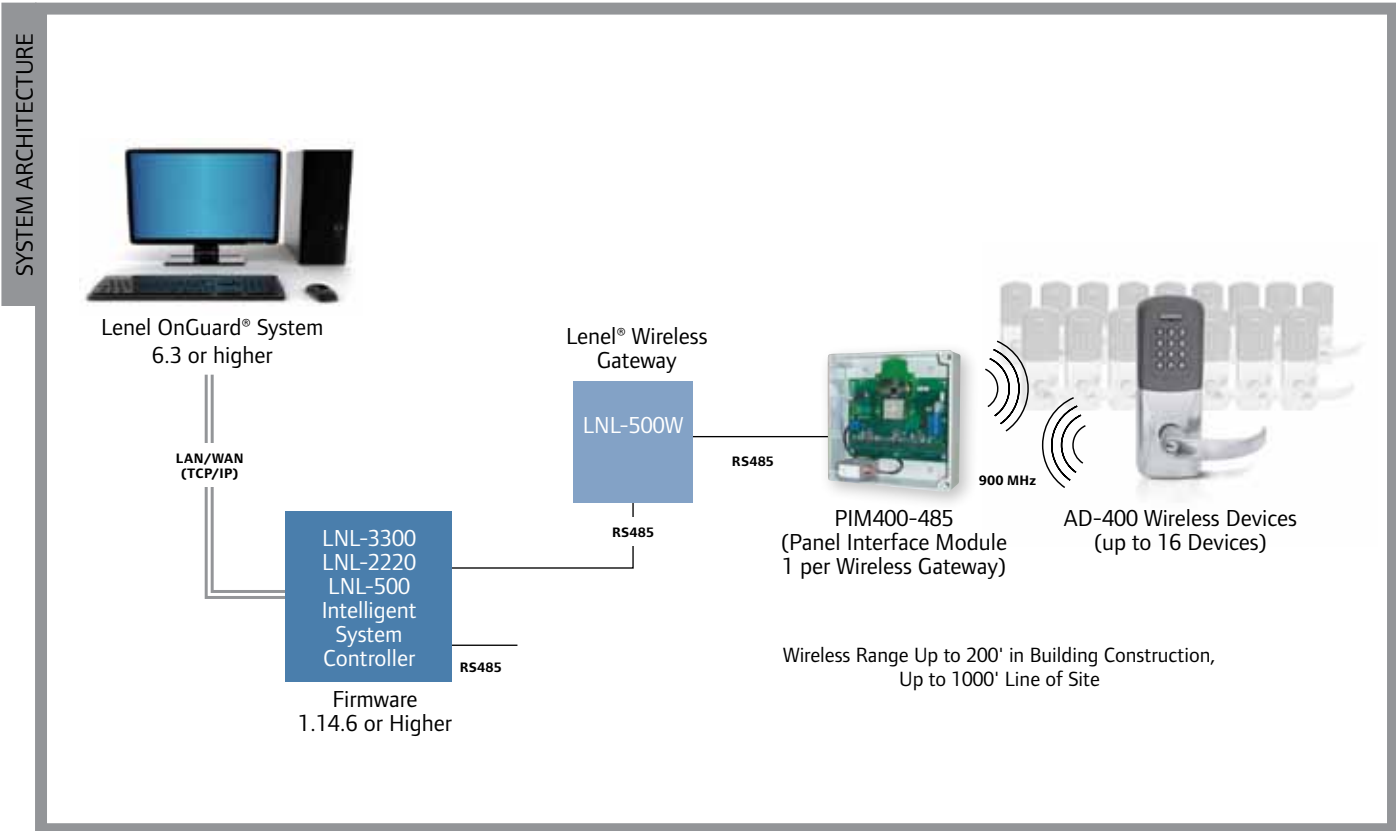 SYSTEM ARCHITECTURE
Lenel OnGuard® System
6.3 or higher
LAN/WAN
(TCP/IP)
LNL-3300
LNL-2220
LNL-500
Intelligent
System
Controller
Firmware
1.14.6 or Higher
RS485
RS485
Lenel® Wireless
Gateway
LNL-500W
RS485
PIM400-485
(Panel Interface Module
1 per Wireless Gateway)
900 MHz
AD-400 Wireless Devices
(up to 16 Devices)
Wireless Range Up to 200' in Building Construction,
Up to 1000' Line of Site